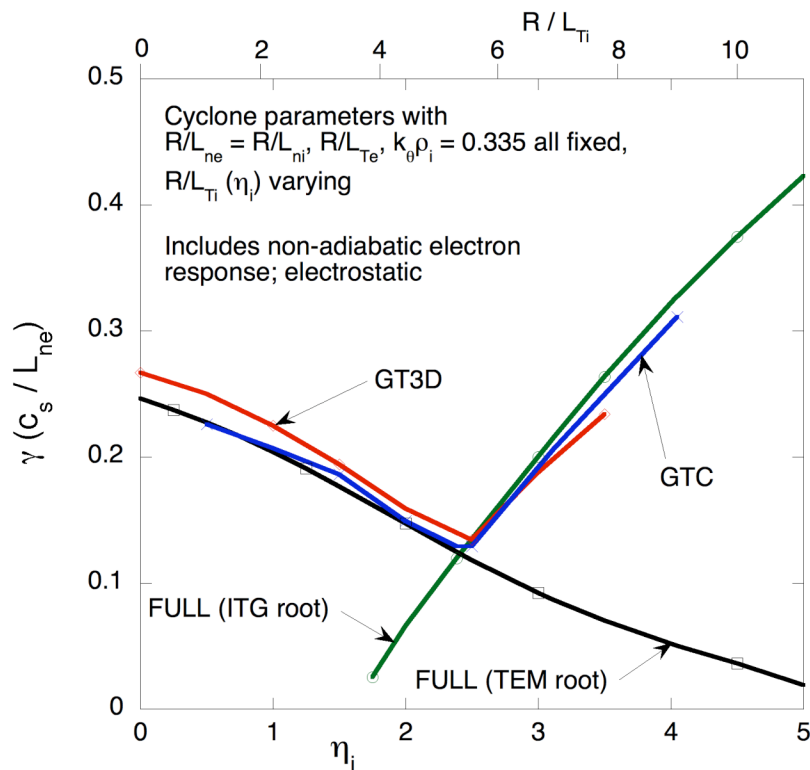 R / L_Ti
0 2 4 6 8 10
0.5
Cyclone parameters with
R/L_ne = R/L_ni, R/L_Te, k_θρ_i = 0.335 all fixed,
R/L_Ti (η_i) varying
Includes non-adiabatic electron
response; electrostatic
0.4
0.3
γ (c_s / L_ne)
GT3D
0.2
GTC
0.1
FULL (ITG root)
FULL (TEM root)
0
0 1 2 3 4 5
η_i